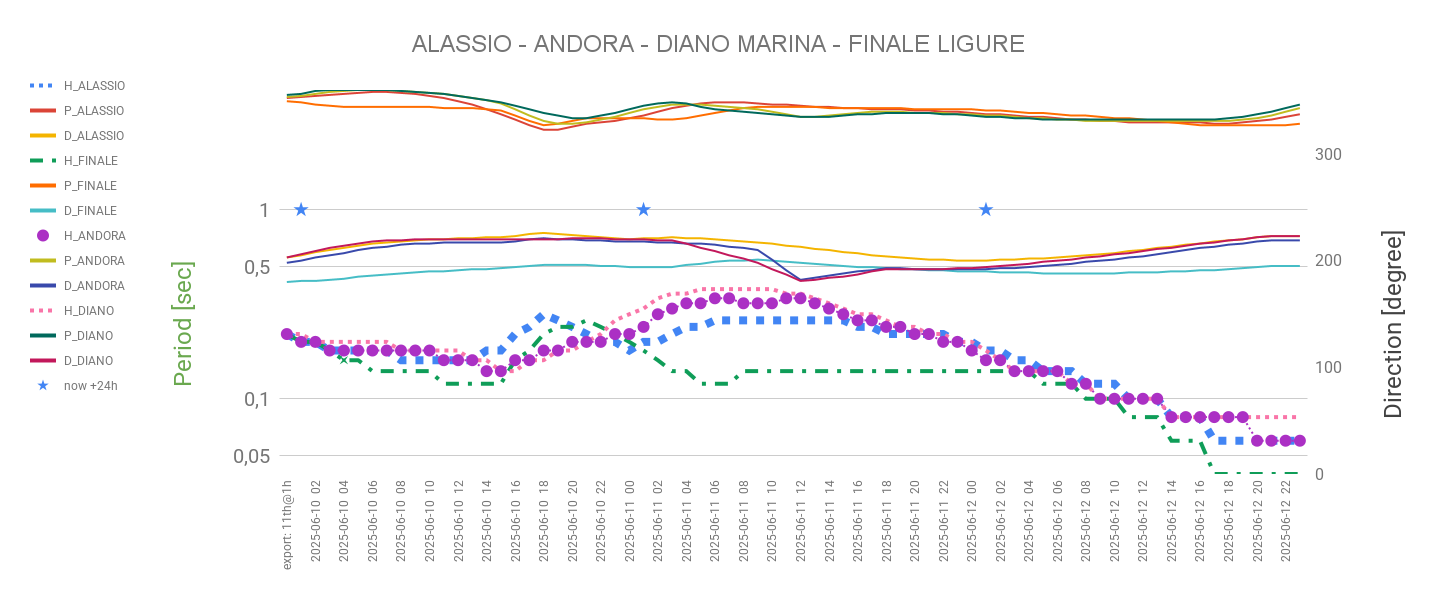 ALASSIO - ANDORA - DIANO MARINA - FINALE LIGURE
H_ALASSIO
P_ALASSIO
D_ALASSIO
H_FINALE
P_FINALE
D_FINALE
H_ANDORA
P_ANDORA
D_ANDORA
H_DIANO
P_DIANO
D_DIANO
now +24h
Period [sec]
1
0,5
0,1
0,05
300
200
100
0
Direction [degree]
export: 11th@1h
2025-06-10 02
2025-06-10 04
2025-06-10 06
2025-06-10 08
2025-06-10 10
2025-06-10 12
2025-06-10 14
2025-06-10 16
2025-06-10 18
2025-06-10 20
2025-06-10 22
2025-06-11 00
2025-06-11 02
2025-06-11 04
2025-06-11 06
2025-06-11 08
2025-06-11 10
2025-06-11 12
2025-06-11 14
2025-06-11 16
2025-06-11 18
2025-06-11 20
2025-06-11 22
2025-06-12 00
2025-06-12 02
2025-06-12 04
2025-06-12 06
2025-06-12 08
2025-06-12 10
2025-06-12 12
2025-06-12 14
2025-06-12 16
2025-06-12 18
2025-06-12 20
2025-06-12 22